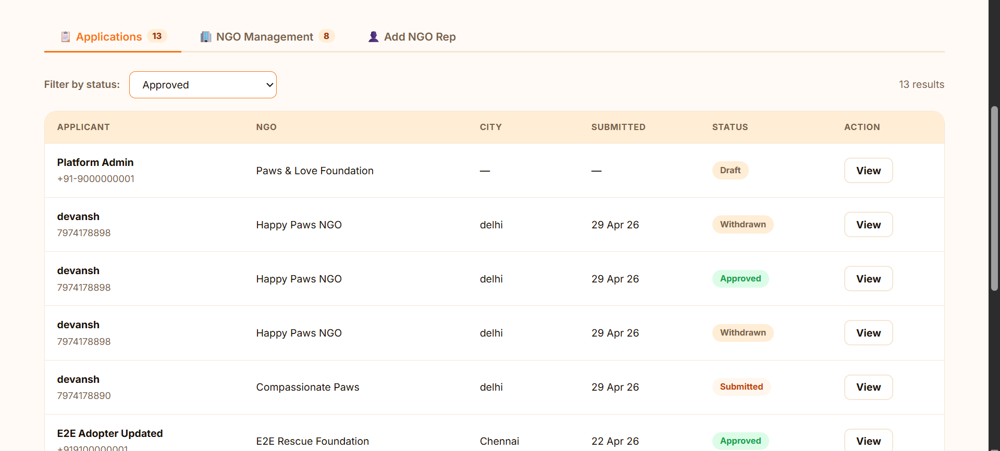 Applications 13 NGO Management 8 Add NGO Rep
Filter by status: Approved 13 results
APPLICANT NGO CITY SUBMITTED STATUS ACTION
Platform Admin
+91-9000000001
Paws & Love Foundation — — Draft View
devansh
7974178898
Happy Paws NGO delhi 29 Apr 26 Withdrawn View
devansh
7974178898
Happy Paws NGO delhi 29 Apr 26 Approved View
devansh
7974178898
Happy Paws NGO delhi 29 Apr 26 Withdrawn View
devansh
7974178890
Compassionate Paws delhi 29 Apr 26 Submitted View
E2E Adopter Updated
+919100000001
E2E Rescue Foundation Chennai 22 Apr 26 Approved View